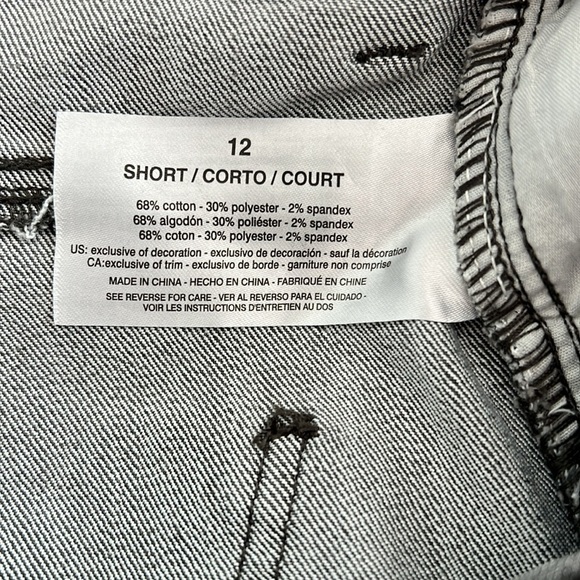 12
SHORT / CORTO / COURT
68% cotton - 30% polyester - 2% spandex
68% algodón - 30% poliéster - 2% spandex
68% coton - 30% polyester - 2% spandex
US: exclusive of decoration - exclusivo de decoración - sauf la décoration
CA:exclusive of trim - exclusivo de borde - garniture non comprise
MADE IN CHINA - HECHO EN CHINA - FABRIQUÉ EN CHINE
SEE REVERSE FOR CARE - VER AL REVERSO PARA EL CUIDADO -
VOIR LES INSTRUCTIONS D'ENTRETIEN AU DOS